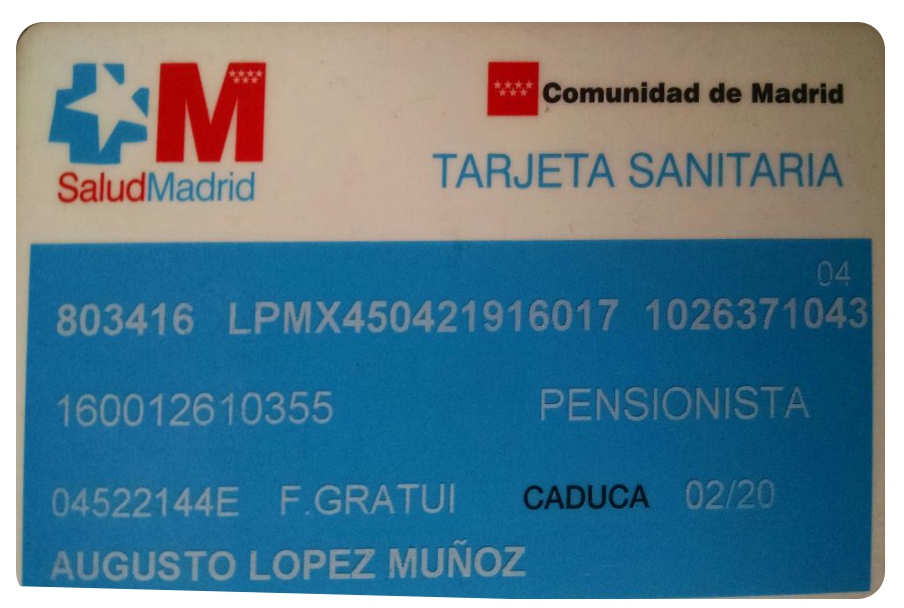 SaludMadrid
Comunidad de Madrid
TARJETA SANITARIA
04
803416 LPMX450421916017 1026371043
160012610355 PENSIONISTA
04522144E F.GRATUI CADUCA 02/20
AUGUSTO LOPEZ MUÑOZ